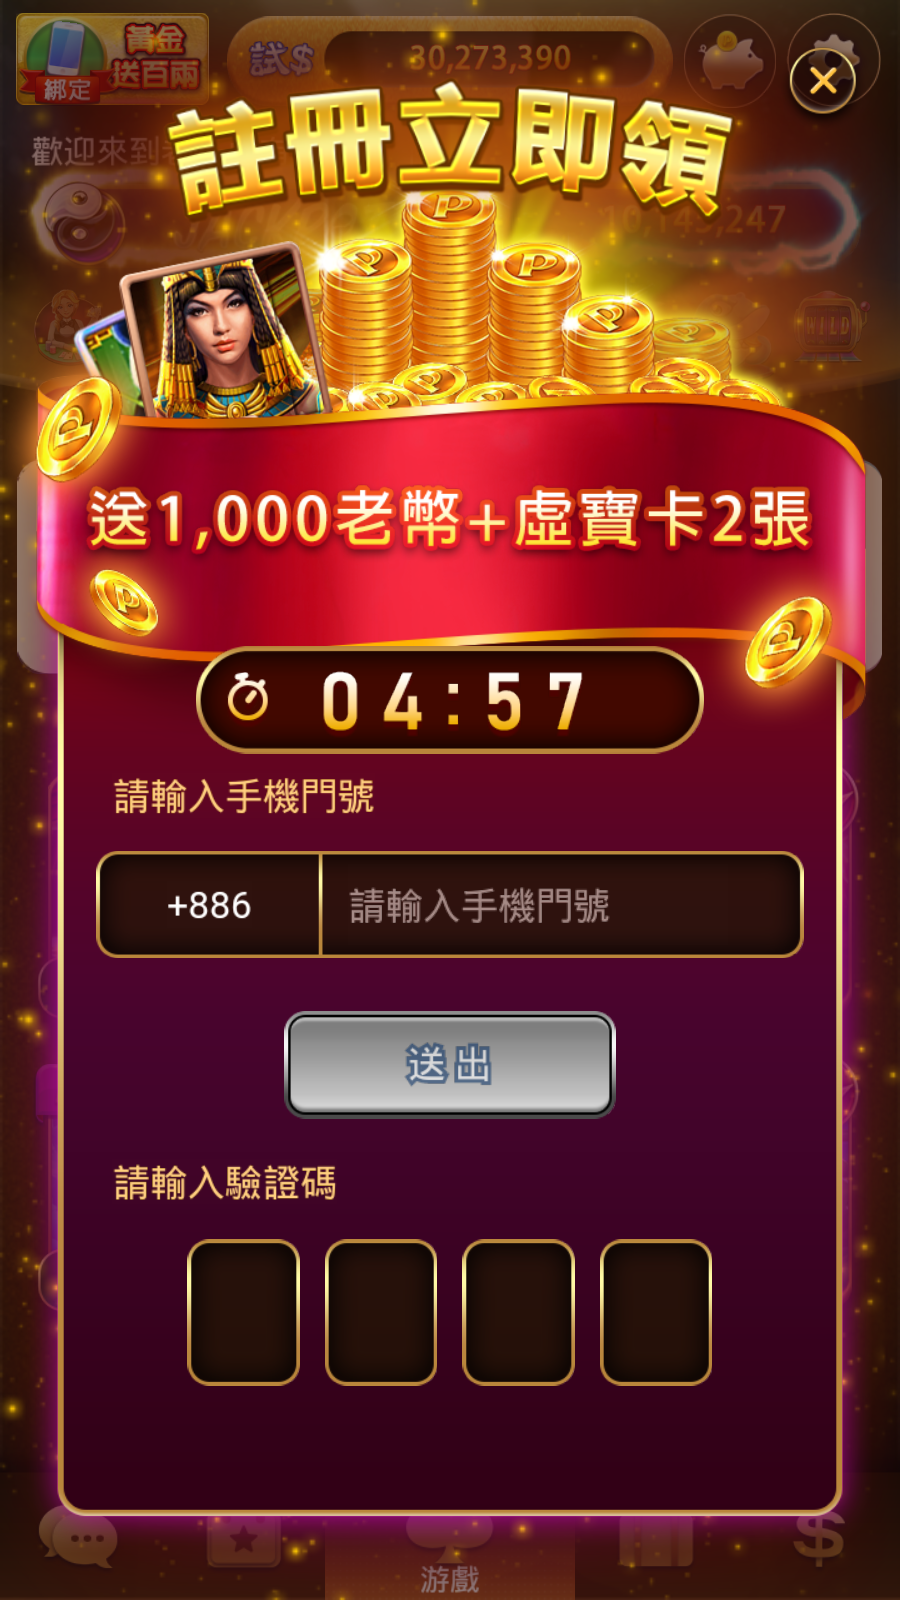 黃金
送百兩
綁定
試$
30,273,390
歡迎來到
註冊立即領
WILD
送1,000老幣+虛寶卡2張
04:57
請輸入手機門號
+886
請輸入手機門號
送出
請輸入驗證碼
游戲